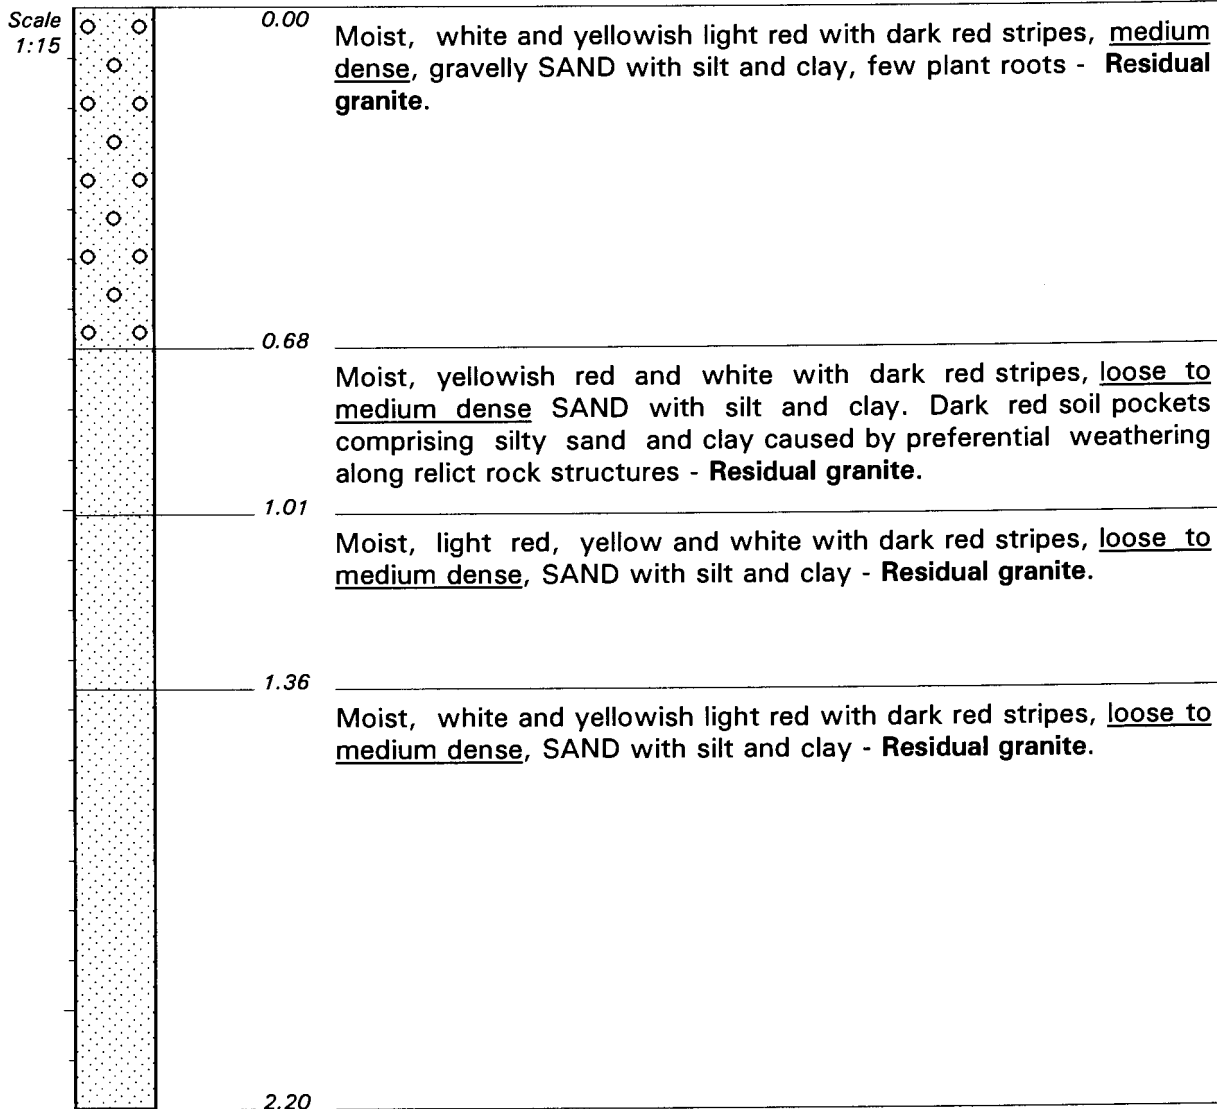 Scale
1:15
0.00
Moist, white and yellowish light red with dark red stripes, medium
dense, gravelly SAND with silt and clay, few plant roots - Residual
granite.
0.68
Moist, yellowish red and white with dark red stripes, loose to
medium dense SAND with silt and clay. Dark red soil pockets
comprising silty sand and clay caused by preferential weathering
along relict rock structures - Residual granite.
1.01
Moist, light red, yellow and white with dark red stripes, loose to
medium dense, SAND with silt and clay - Residual granite.
1.36
Moist, white and yellowish light red with dark red stripes, loose to
medium dense, SAND with silt and clay - Residual granite.
2.20